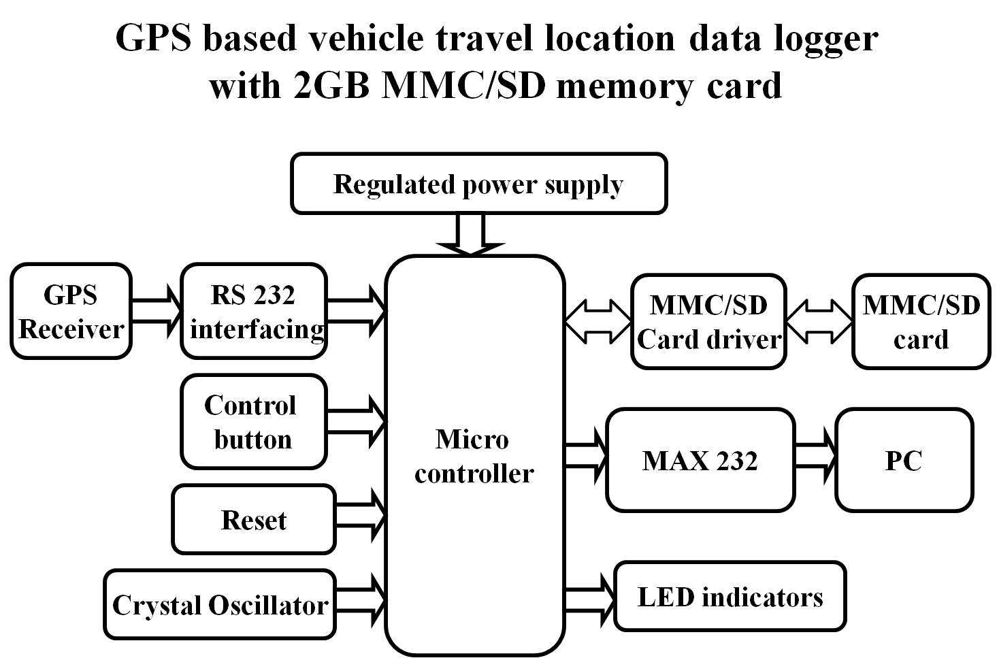 GPS based vehicle travel location data logger
with 2GB MMC/SD memory card
Regulated power supply
GPS
Receiver
RS 232
interfacing
Control
button
Reset
Crystal Oscillator
Micro
controller
MMC/SD
Card driver
MMC/SD
card
MAX 232
PC
LED indicators